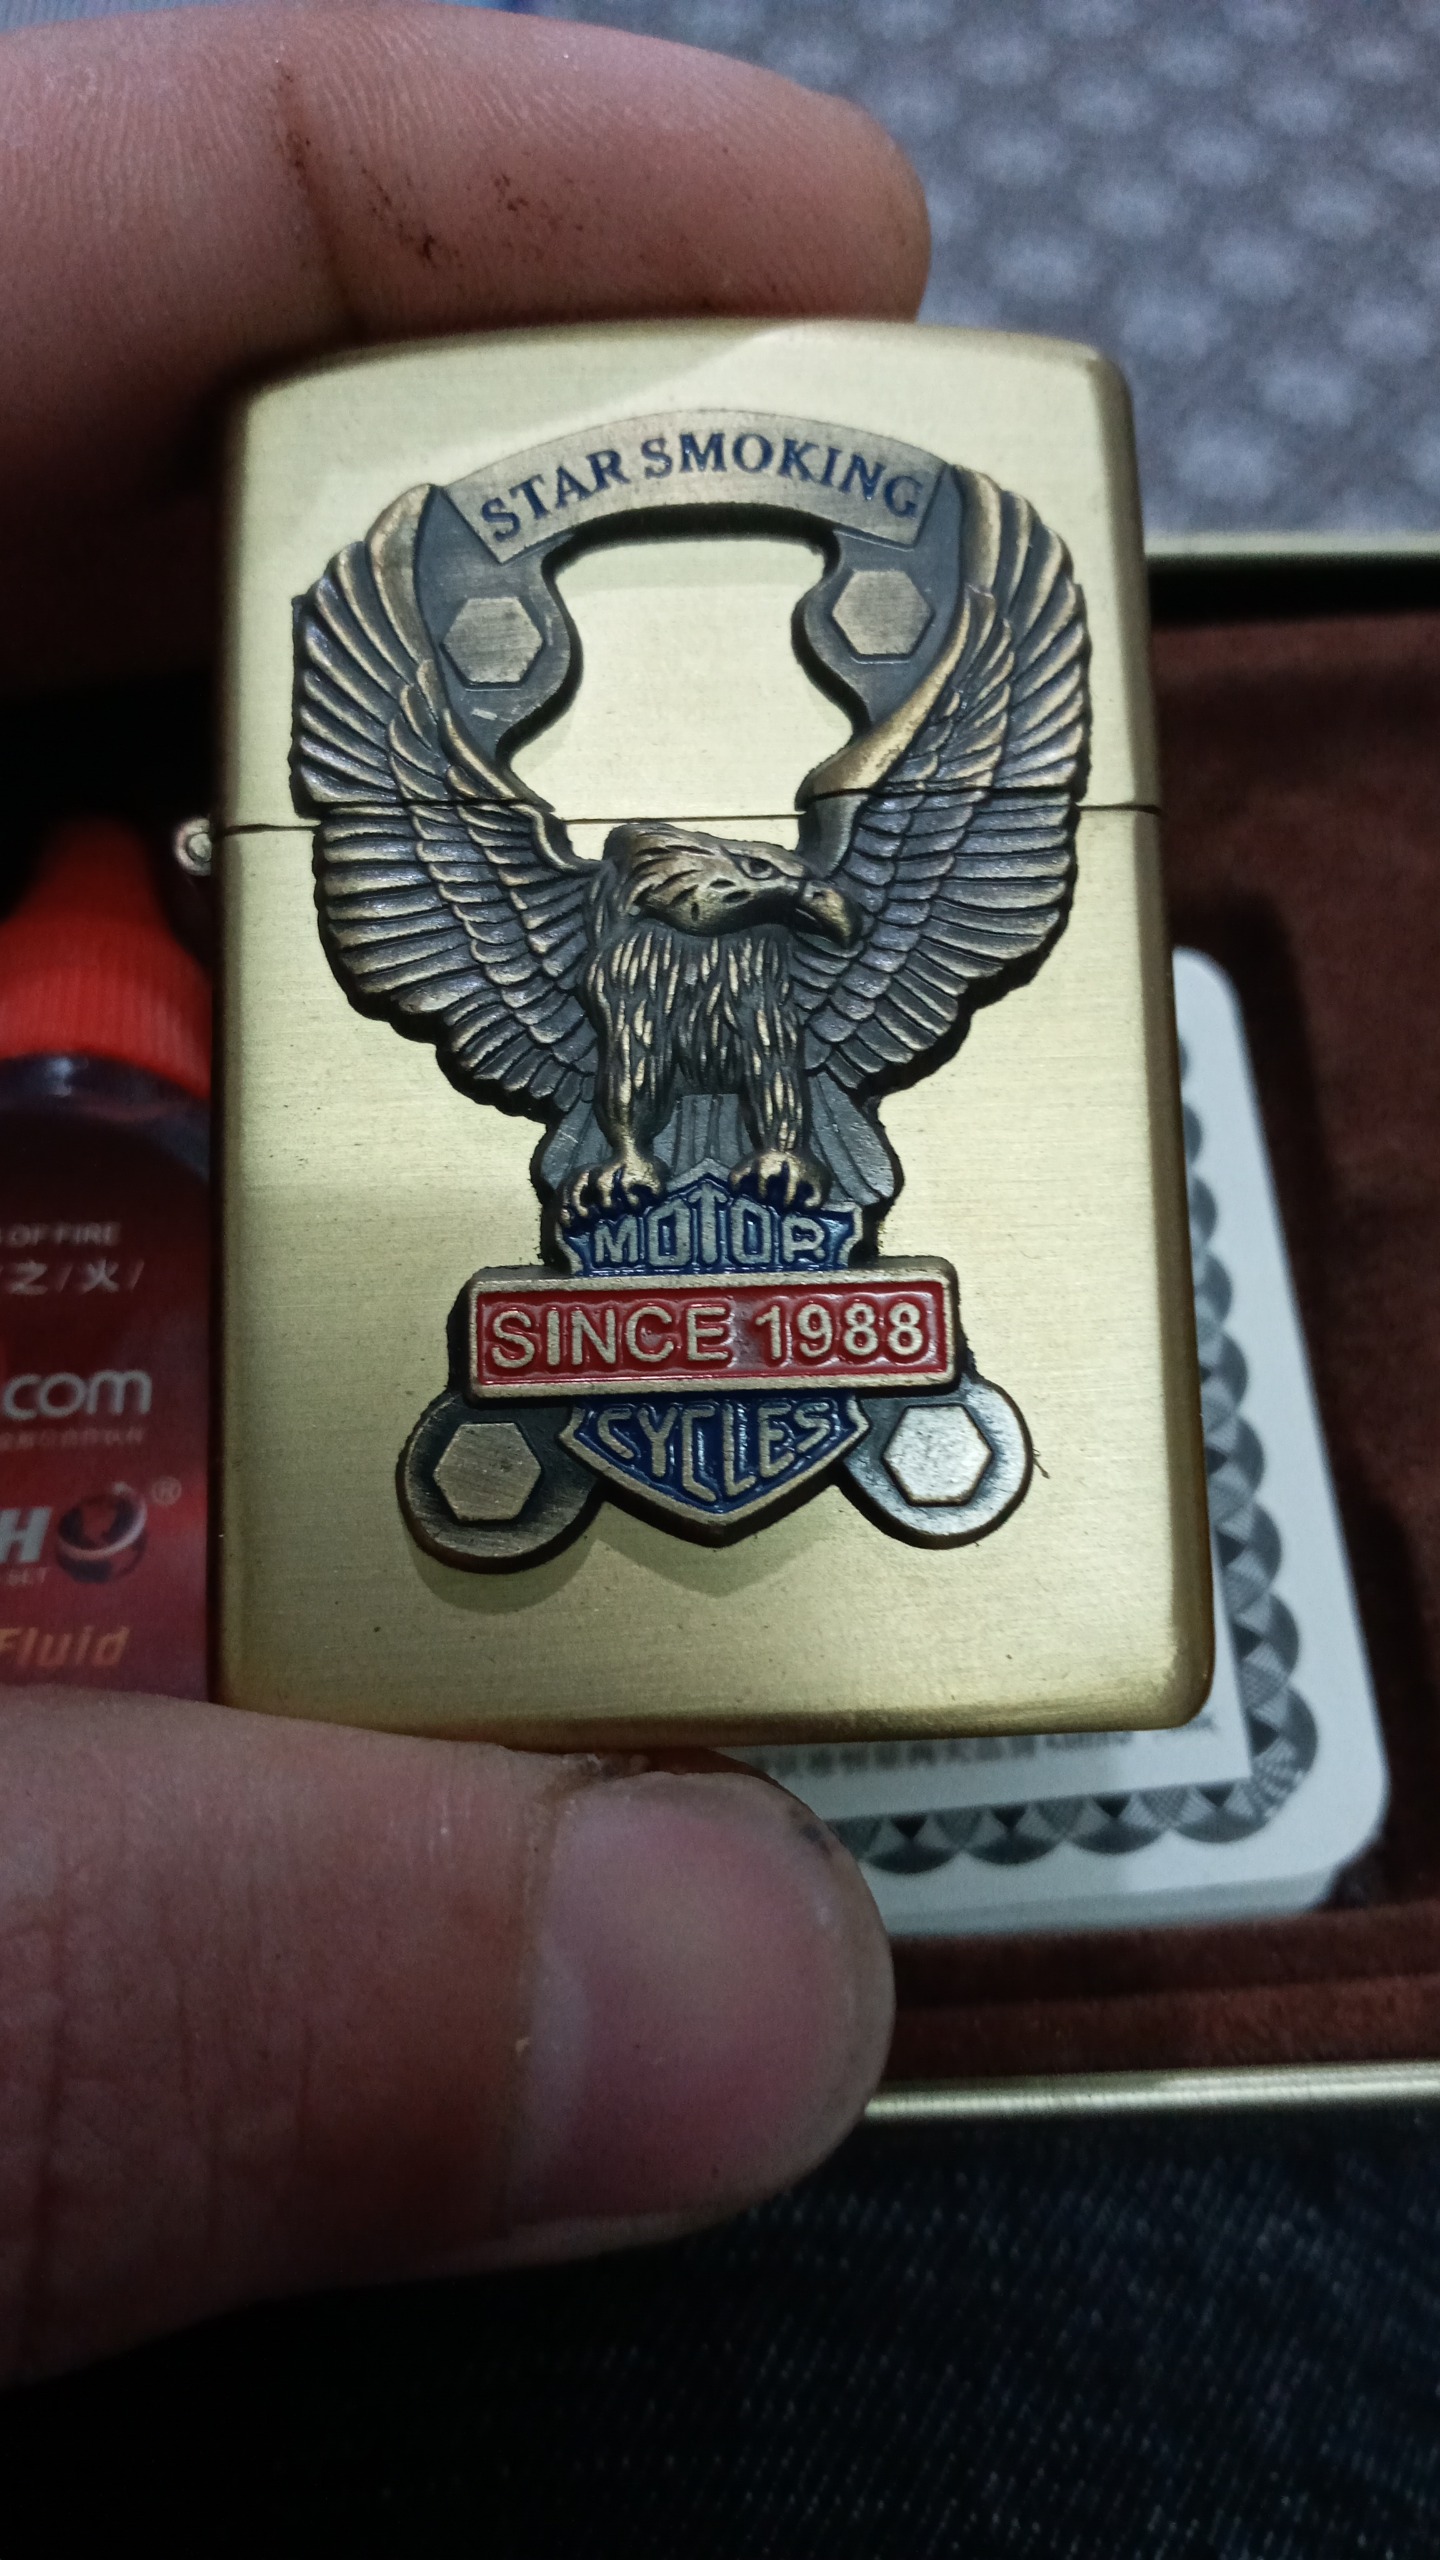 STAR SMOKING
MOTOR
SINCE 1988
CYCLES
OF FIRE
之/火/
.com
H®
Fluid